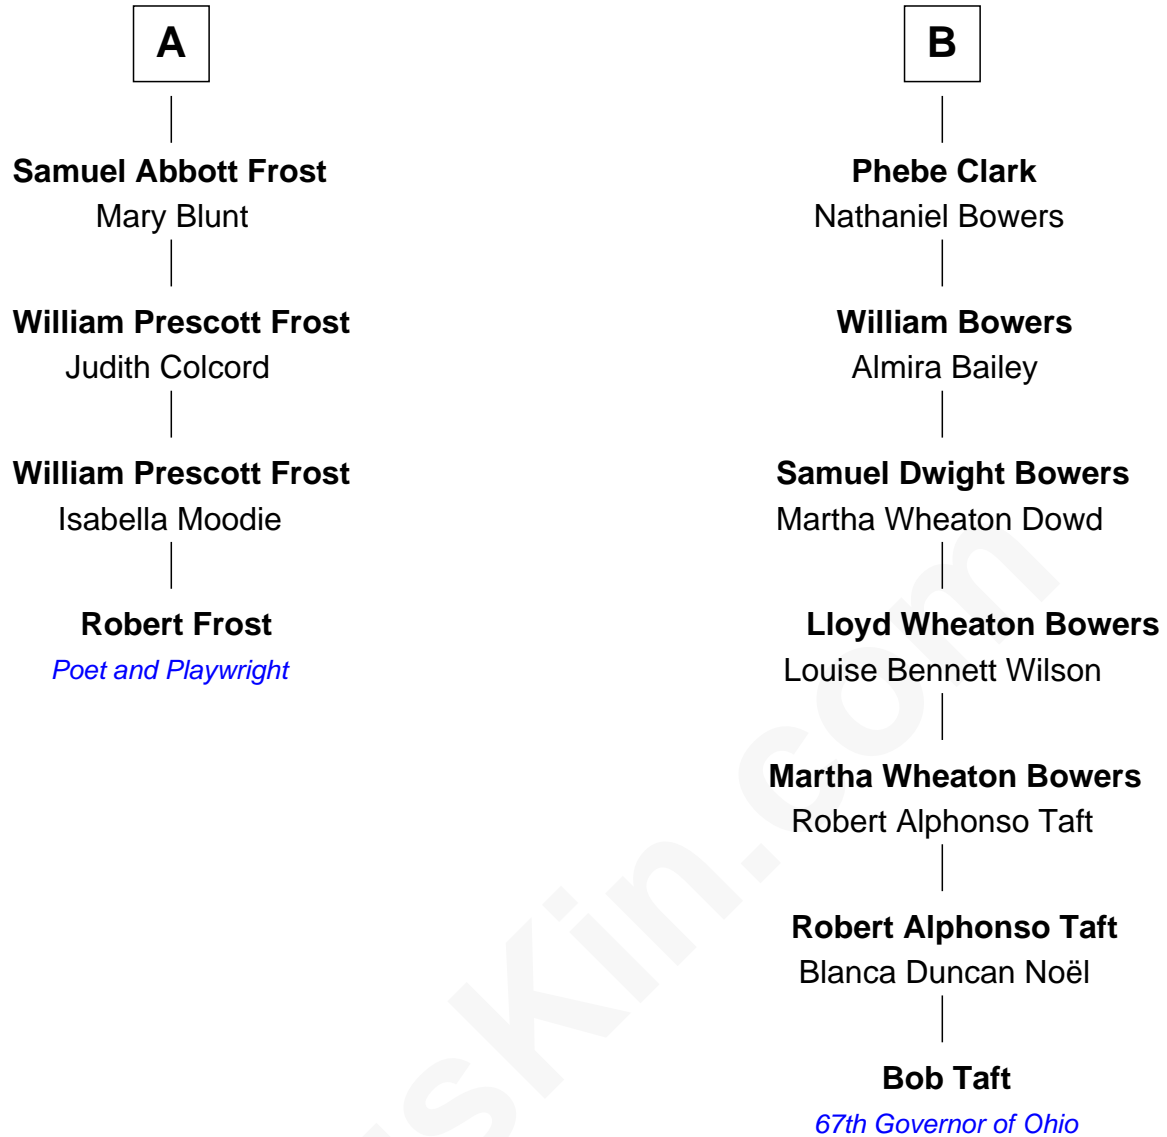 A
Samuel Abbott Frost
Mary Blunt
William Prescott Frost
Judith Colcord
William Prescott Frost
Isabella Moodie
Robert Frost
Poet and Playwright
B
Phebe Clark
Nathaniel Bowers
William Bowers
Almira Bailey
Samuel Dwight Bowers
Martha Wheaton Dowd
Lloyd Wheaton Bowers
Louise Bennett Wilson
Martha Wheaton Bowers
Robert Alphonso Taft
Robert Alphonso Taft
Blanca Duncan Noël
Bob Taft
67th Governor of Ohio
sKin.com